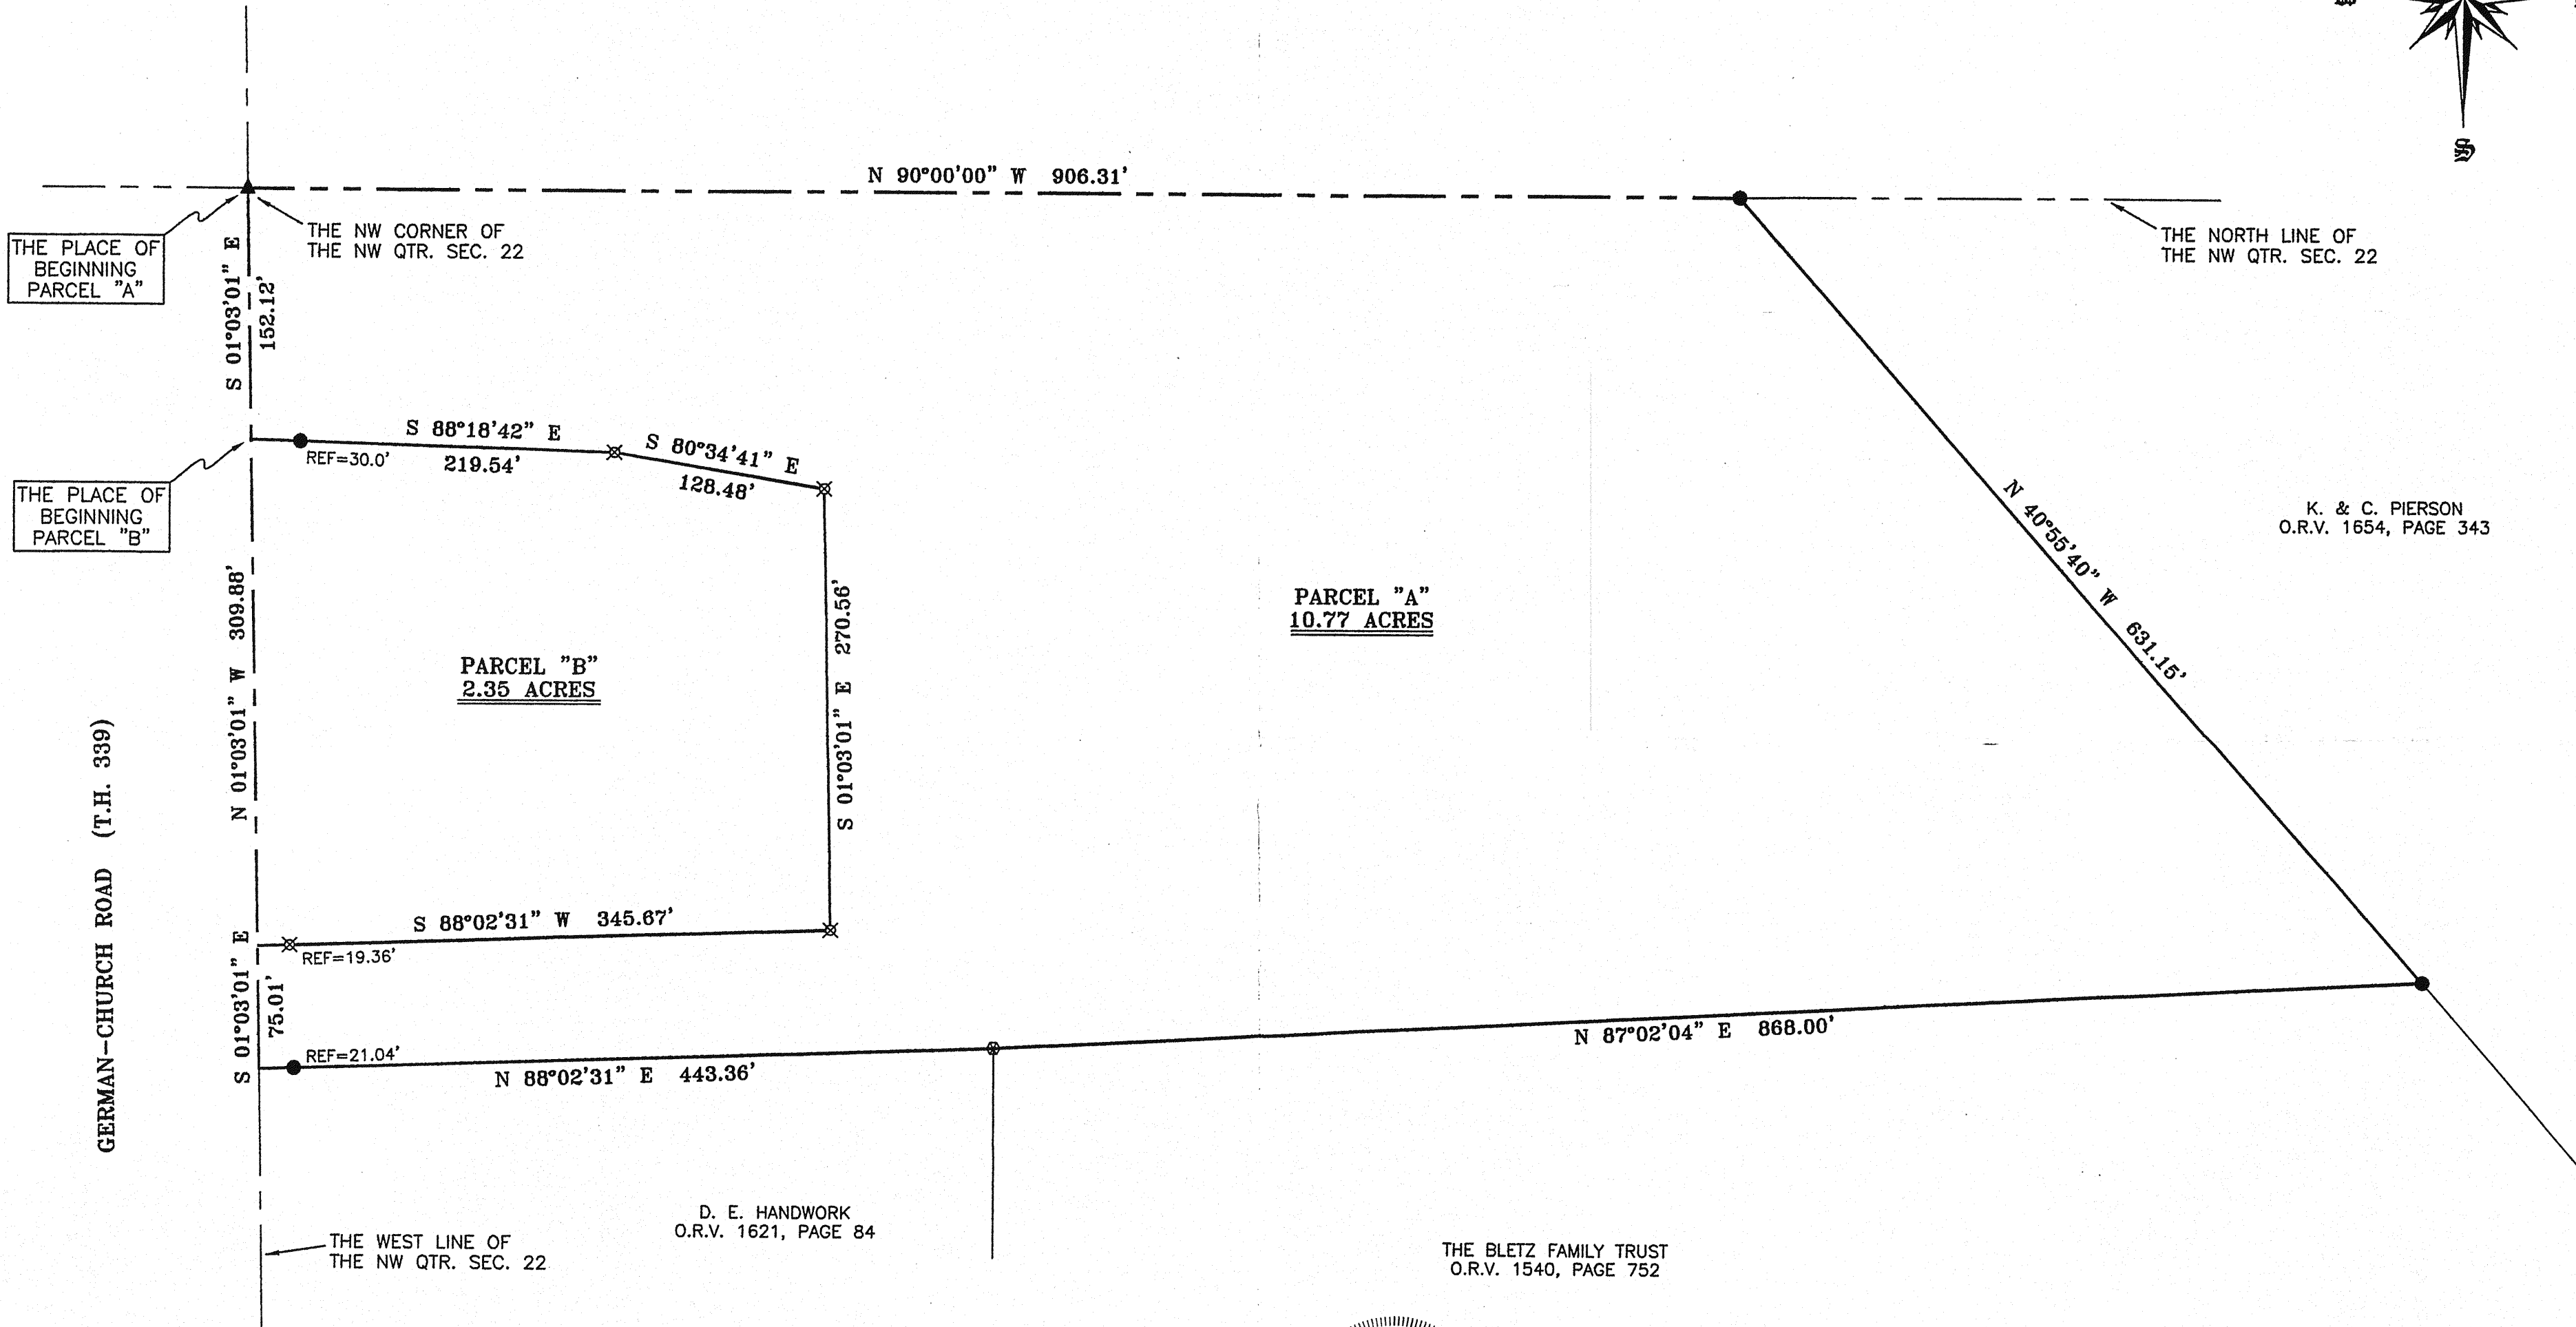 N 90°00'00" W 906.31'
THE NW CORNER OF
THE NW QTR. SEC. 22
THE PLACE OF
BEGINNING
PARCEL "A"
THE NORTH LINE OF
THE NW QTR. SEC. 22
S
S 01°03'01" E
152.12'
S 88°18'42" E
219.54'
REF=30.0'
S 80°34'41" E
128.48'
THE PLACE OF
BEGINNING
PARCEL "B"
N 40°55'40" W 631.15'
K. & C. PIERSON
O.R.V. 1654, PAGE 343
PARCEL "A"
10.77 ACRES
N 01°03'01" W 309.88'
PARCEL "B"
2.35 ACRES
S 01°03'01" E 270.56'
GERMAN-CHURCH ROAD (T.H. 339)
S 88°02'31" W 345.67'
REF=19.36'
S 01°03'01" E
75.01'
REF=21.04'
N 88°02'31" E 443.36'
N 87°02'04" E 868.00'
D. E. HANDWORK
O.R.V. 1621, PAGE 84
THE WEST LINE OF
THE NW QTR. SEC. 22
THE BLETZ FAMILY TRUST
O.R.V. 1540, PAGE 752